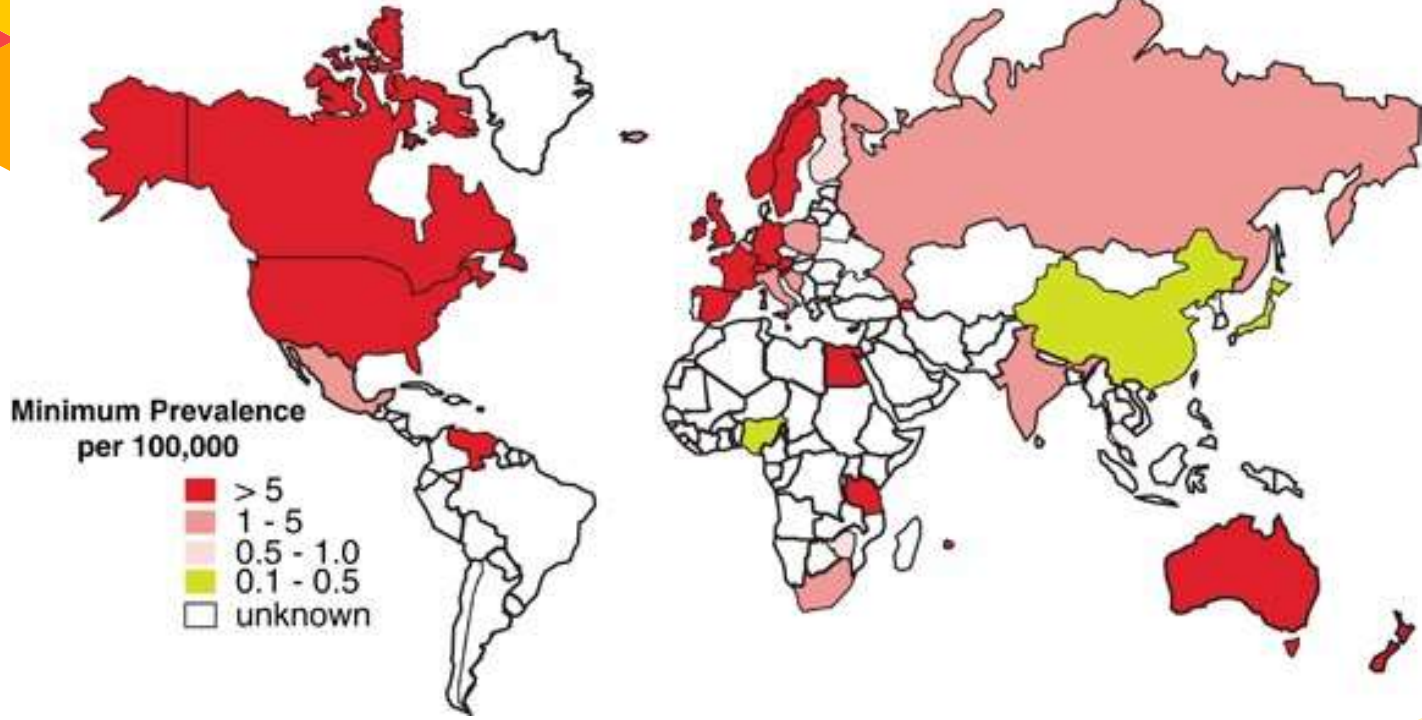 Minimum Prevalence
per 100,000
> 5
1 - 5
0.5 - 1.0
0.1 - 0.5
unknown